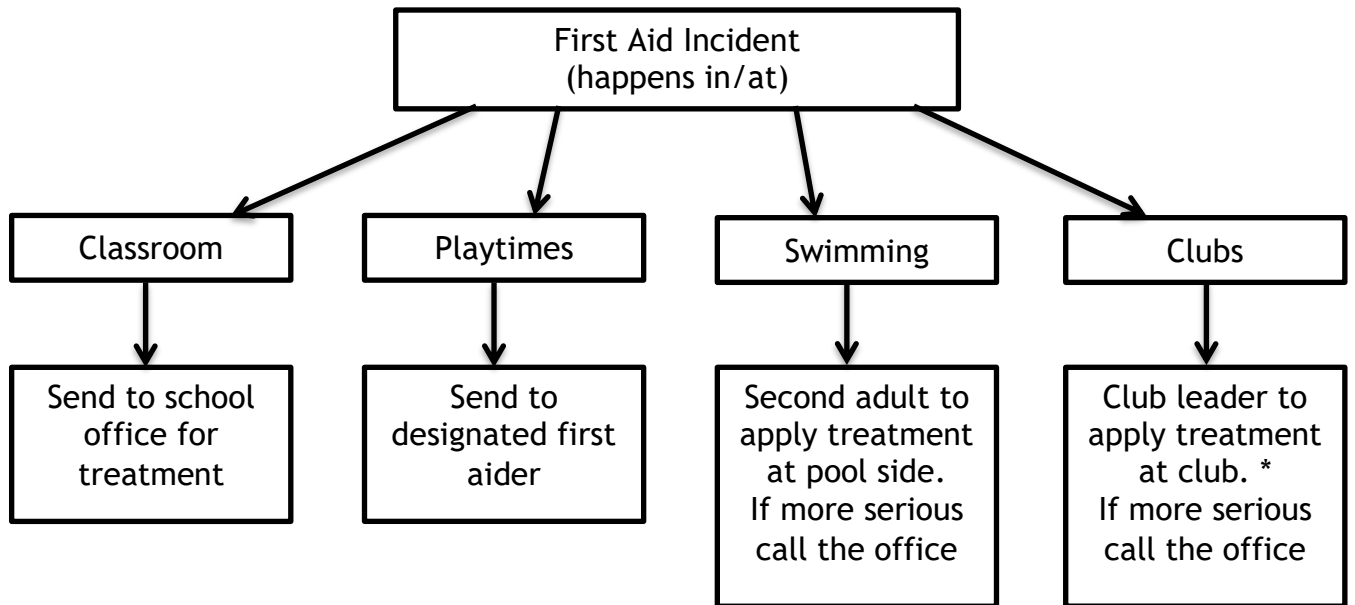 First Aid Incident
(happens in/at)
Classroom
Playtimes
Swimming
Clubs
Send to school
office for
treatment
Send to
designated first
aider
Second adult to
apply treatment
at pool side.
If more serious
call the office
Club leader to
apply treatment
at club. *
If more serious
call the office